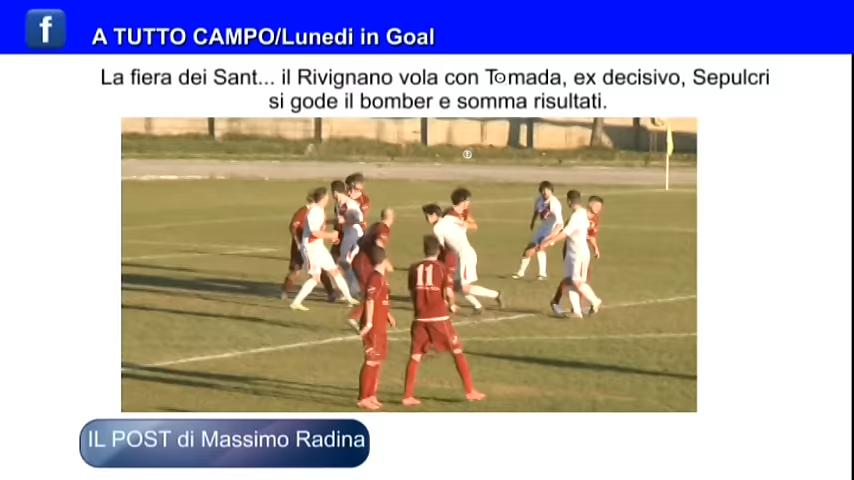 f
A TUTTO CAMPO/Lunedi in Goal
La fiera dei Sant... il Rivignano vola con Tomada, ex decisivo, Sepulcri
si gode il bomber e somma risultati.
11
IL POST di Massimo Radina